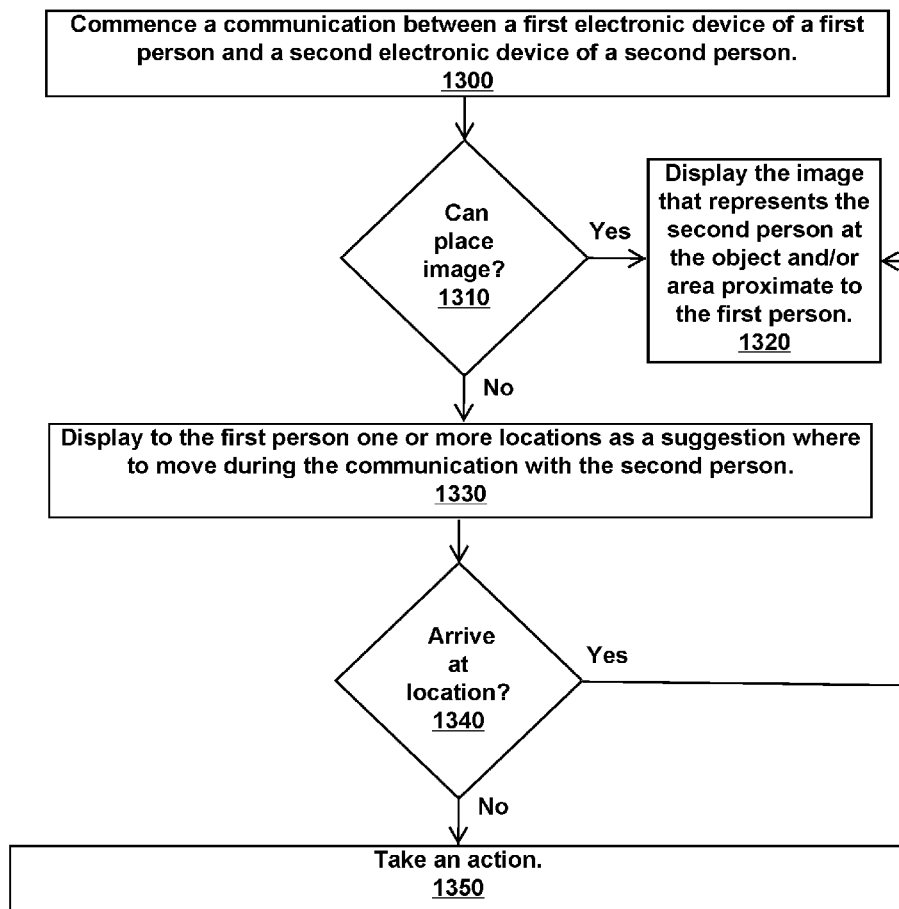 Commence a communication between a first electronic device of a first
person and a second electronic device of a second person.
1300
Can
place
image?
1310
Yes
Display the image
that represents the
second person at
the object and/or
area proximate to
the first person.
1320
No
Display to the first person one or more locations as a suggestion where
to move during the communication with the second person.
1330
Arrive
at
location?
1340
Yes
No
Take an action.
1350